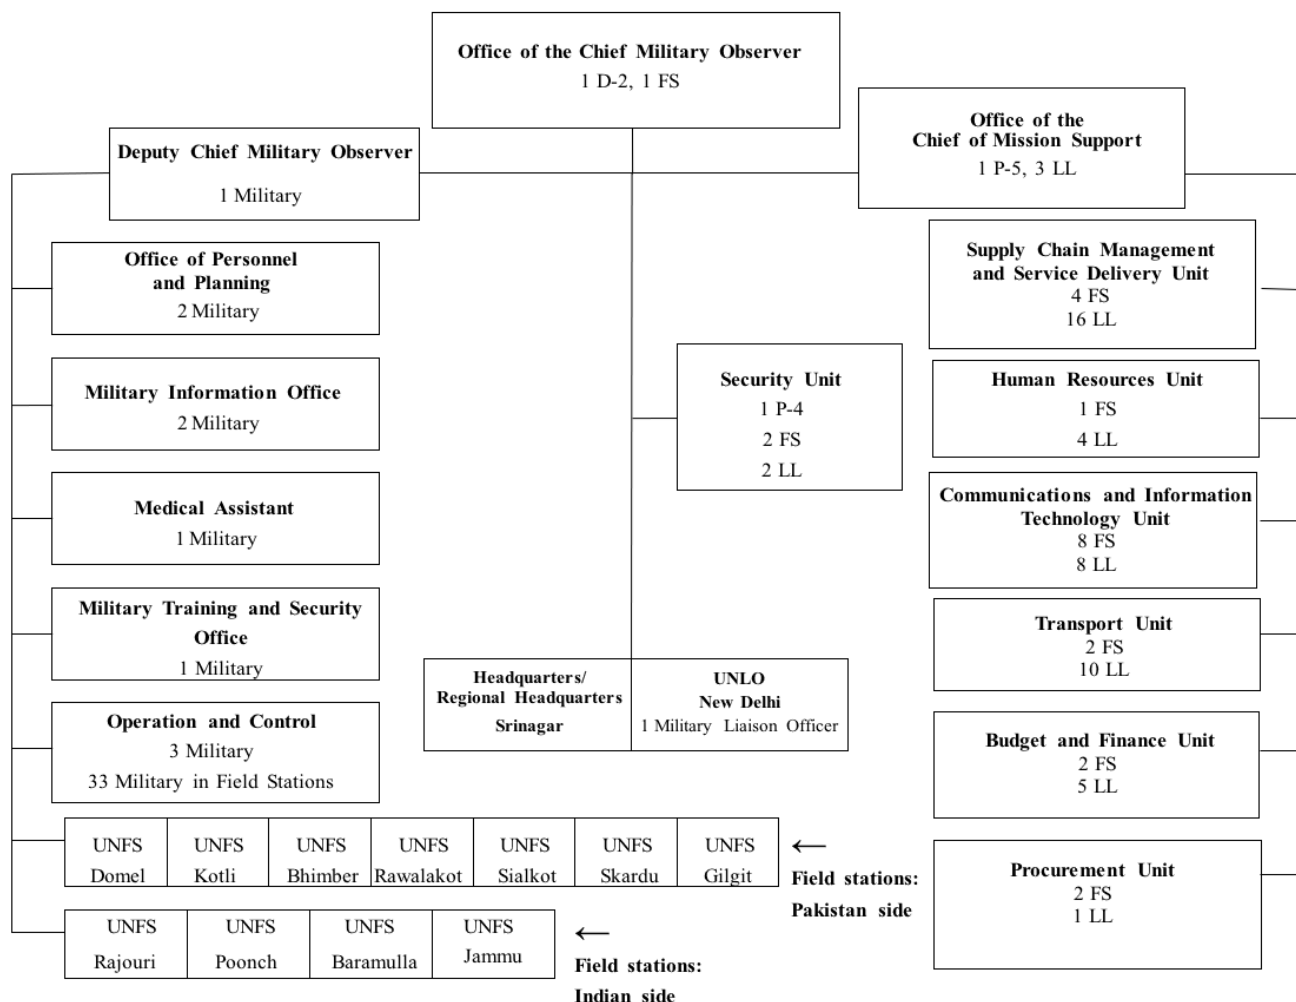 Office of the Chief Military Observer
1 D-2, 1 FS
Deputy Chief Military Observer
1 Military
Office of the
Chief of Mission Support
1 P-5, 3 LL
Office of Personnel
and Planning
2 Military
Military Information Office
2 Military
Medical Assistant
1 Military
Military Training and Security
Office
1 Military
Operation and Control
3 Military
33 Military in Field Stations
Security Unit
1 P-4
2 FS
2 LL
Headquarters/
Regional Headquarters
Srinagar
UNLO
New Delhi
1 Military Liaison Officer
Supply Chain Management
and Service Delivery Unit
4 FS
16 LL
Human Resources Unit
1 FS
4 LL
Communications and Information
Technology Unit
8 FS
8 LL
Transport Unit
2 FS
10 LL
Budget and Finance Unit
2 FS
5 LL
Procurement Unit
2 FS
1 LL
UNFS
Domel
UNFS
Kotli
UNFS
Bhimber
UNFS
Rawalakot
UNFS
Sialkot
UNFS
Skardu
UNFS
Gilgit
←
Field stations:
Pakistan side
UNFS
Rajouri
UNFS
Poonch
UNFS
Baramulla
UNFS
Jammu
←
Field stations:
Indian side